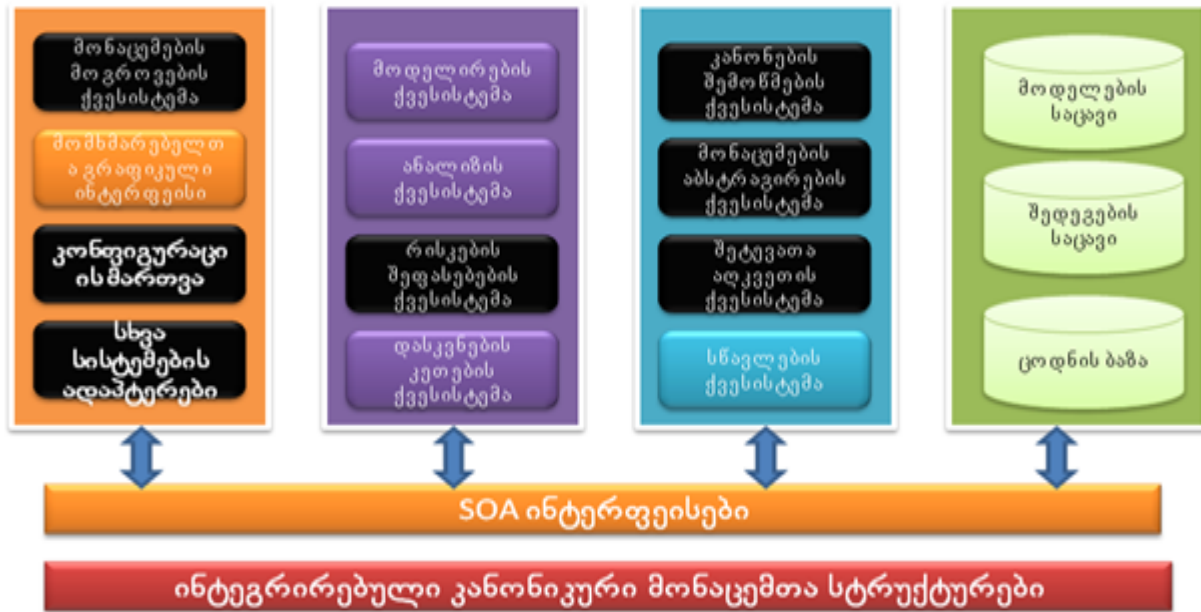 მონაცემების
მოგროვების
ქვესისტემა
მომხმარებელთ
ა გრაფიკული
ინტერფეისი
კონფიგურაცი
ის მართვა
სხვა
სისტემების
ადაპტერები
მოდელირების
ქვესისტემა
ანალიზის
ქვესისტემა
რისკების
შეფასებების
ქვესისტემა
დასკვნების
კეთების
ქვესისტემა
კანონების
შემოწმების
ქვესისტემა
მონაცემების
აბსტრაგირების
ქვესისტემა
შეტევათა
აღკვეთის
ქვესისტემა
სწავლების
ქვესისტემა
მოდელების
საცავი
შედეგების
საცავი
ცოდნის ბაზა
SOA ინტერფეისები
ინტეგრირებული კანონიკური მონაცემთა სტრუქტურები